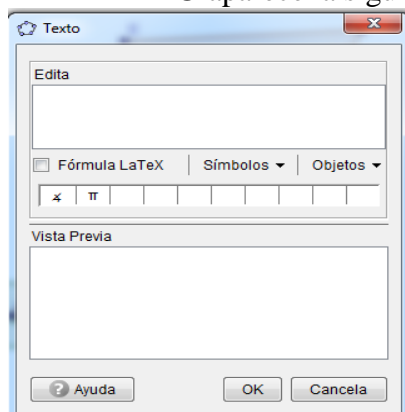 Texto
Edita
Fórmula LaTeX Símbolos Objetos
π
Vista Previa
Ayuda OK Cancela